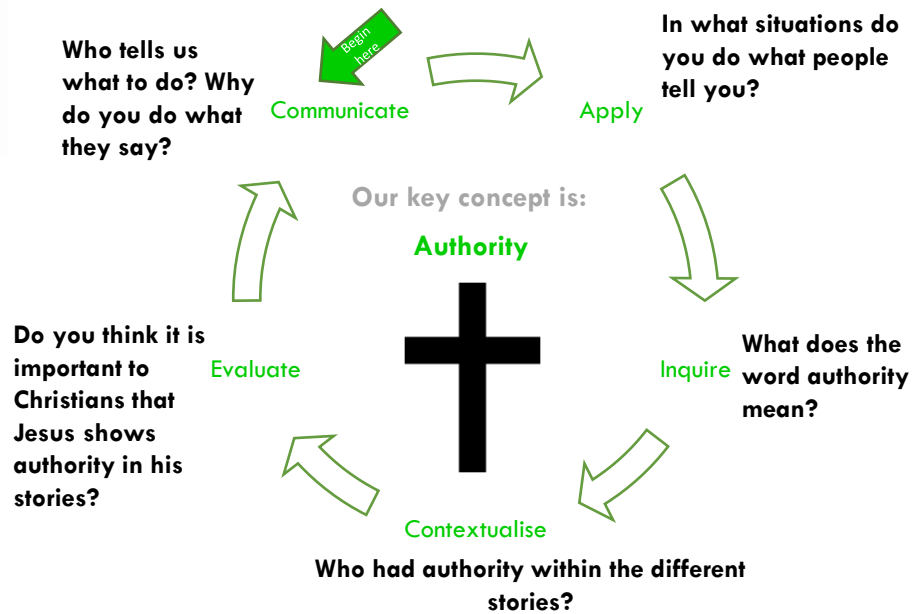 Begin
here
Who tells us
what to do? Why
do you do what
they say?
Communicate
In what situations do
you do what people
tell you?
Apply
Our key concept is:
Authority
What does the
word authority
mean?
Inquire
Contextualise
Who had authority within the different
stories?
Do you think it is
important to
Christians that
Jesus shows
authority in his
stories?
Evaluate